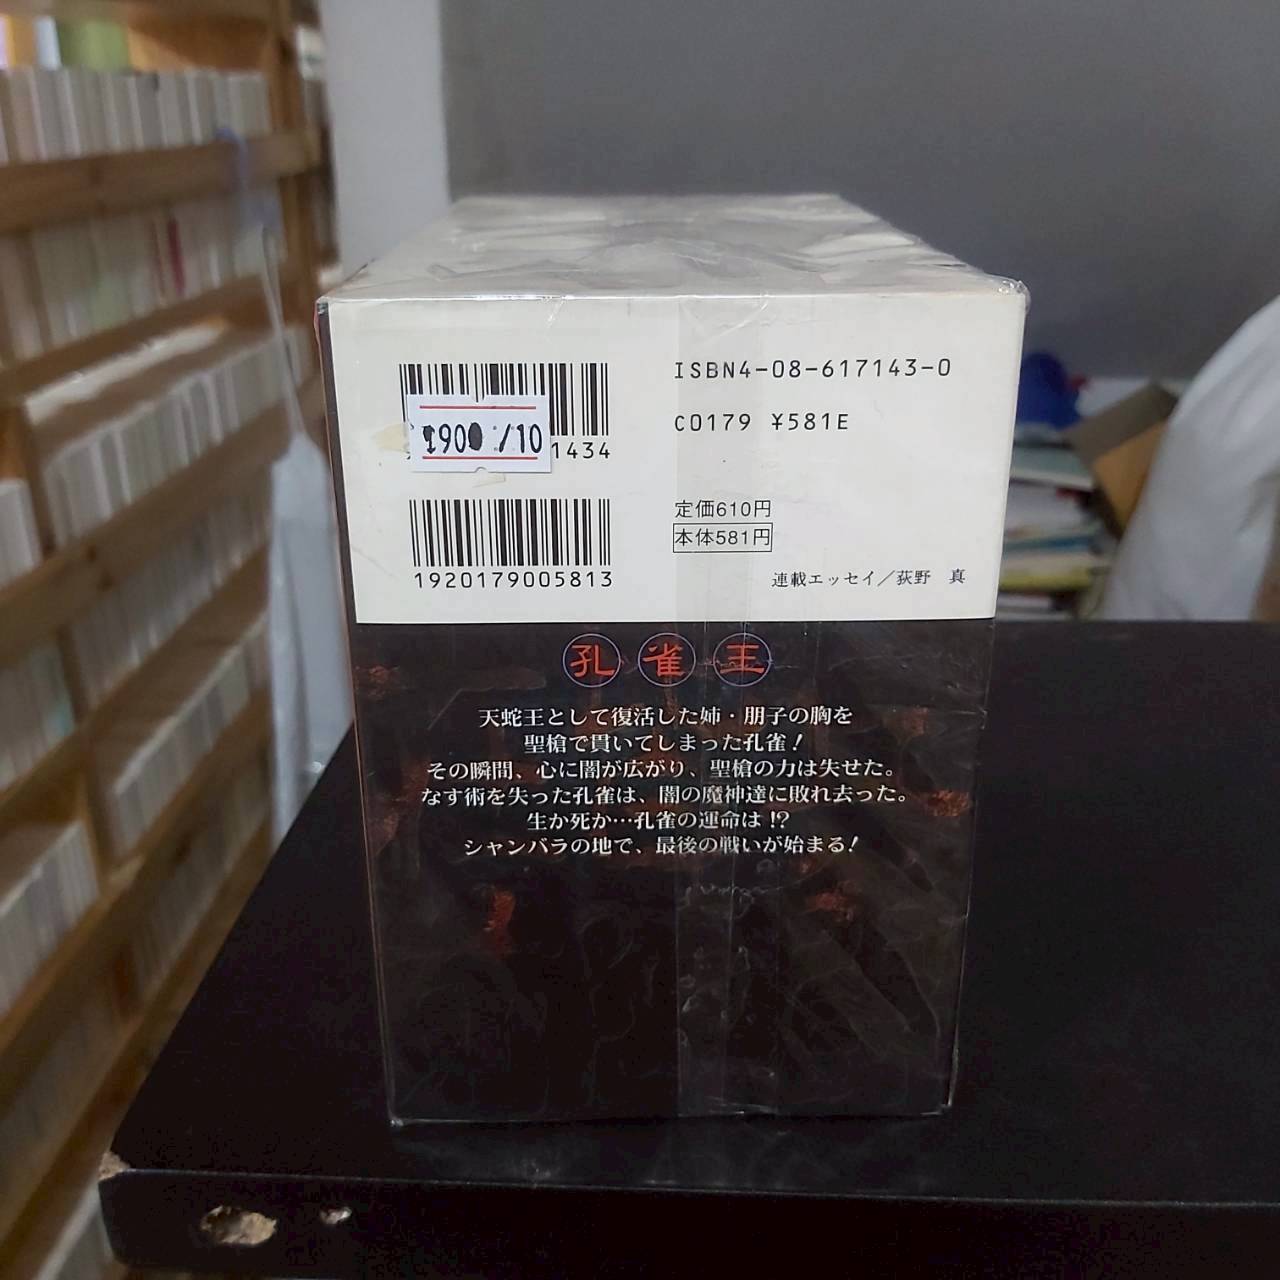 ISBN4-08-617143-0
C0179 ¥581E
/10
1434
1920179005813
定価610円
本体581円
連載エッセイ／荻野 真
孔雀王
天蛇王として復活した姉・朋子の胸を
聖槍で貫いてしまった孔雀！
その瞬間、心に闇が広がり、聖槍の力は失せた。
なす術を失った孔雀は、闇の魔神達に敗れ去った。
生か死か…孔雀の運命は!?
シャンバラの地で、最後の戦いが始まる！